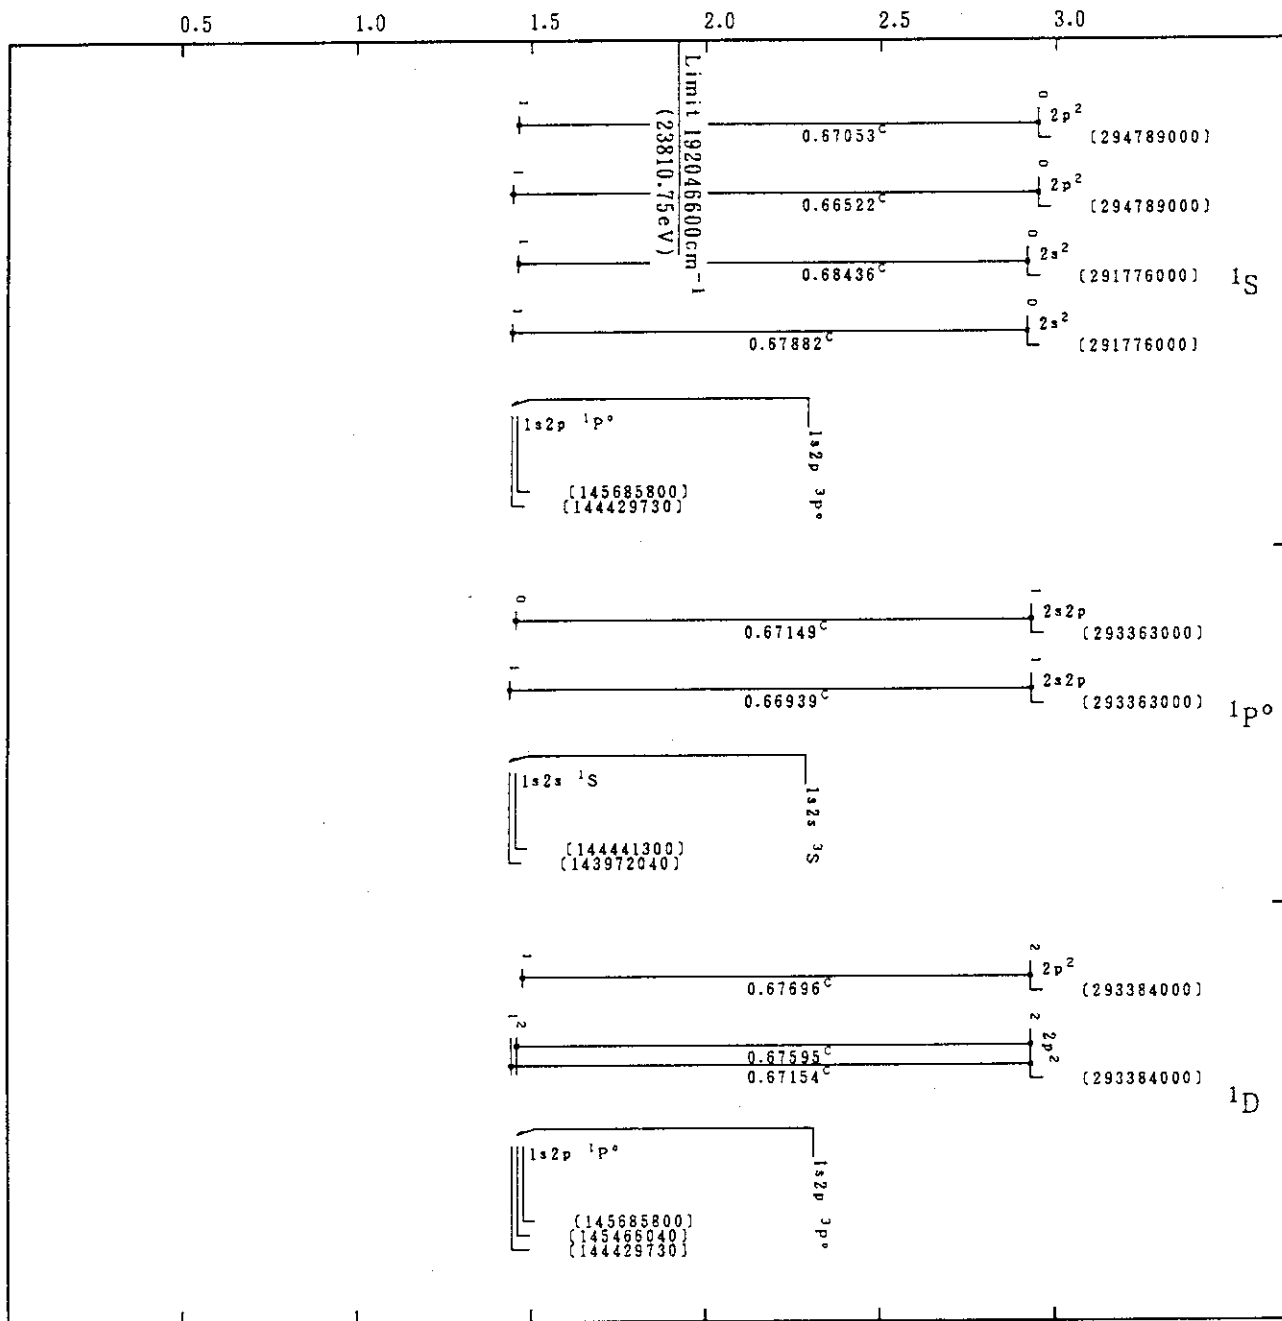 0.5 1.0 1.5 2.0 2.5 3.0
Limit 192046600cm⁻¹
(23810.75eV)
1 0 2p²
0.67053ᶜ [294789000]
1 0 2p²
0.66522ᶜ [294789000]
1 0 2s²
0.68436ᶜ [291776000]
¹S
1 0 2s²
0.67882ᶜ [291776000]
1s2p ¹P° 1s2p ³P°
[145685800]
[144429730]
0 1 2s2p
0.67149ᶜ [293363000]
1 1 2s2p
0.66939ᶜ [293363000]
¹P°
1s2s ¹S 1s2s ³S
[144441300]
[143972040]
1 2 2p²
0.67696ᶜ [293384000]
1 2 2 2p²
0.67595ᶜ
0.67154ᶜ [293384000]
¹D
1s2p ¹P° 1s2p ³P°
[145685800]
[145466040]
[144429730]